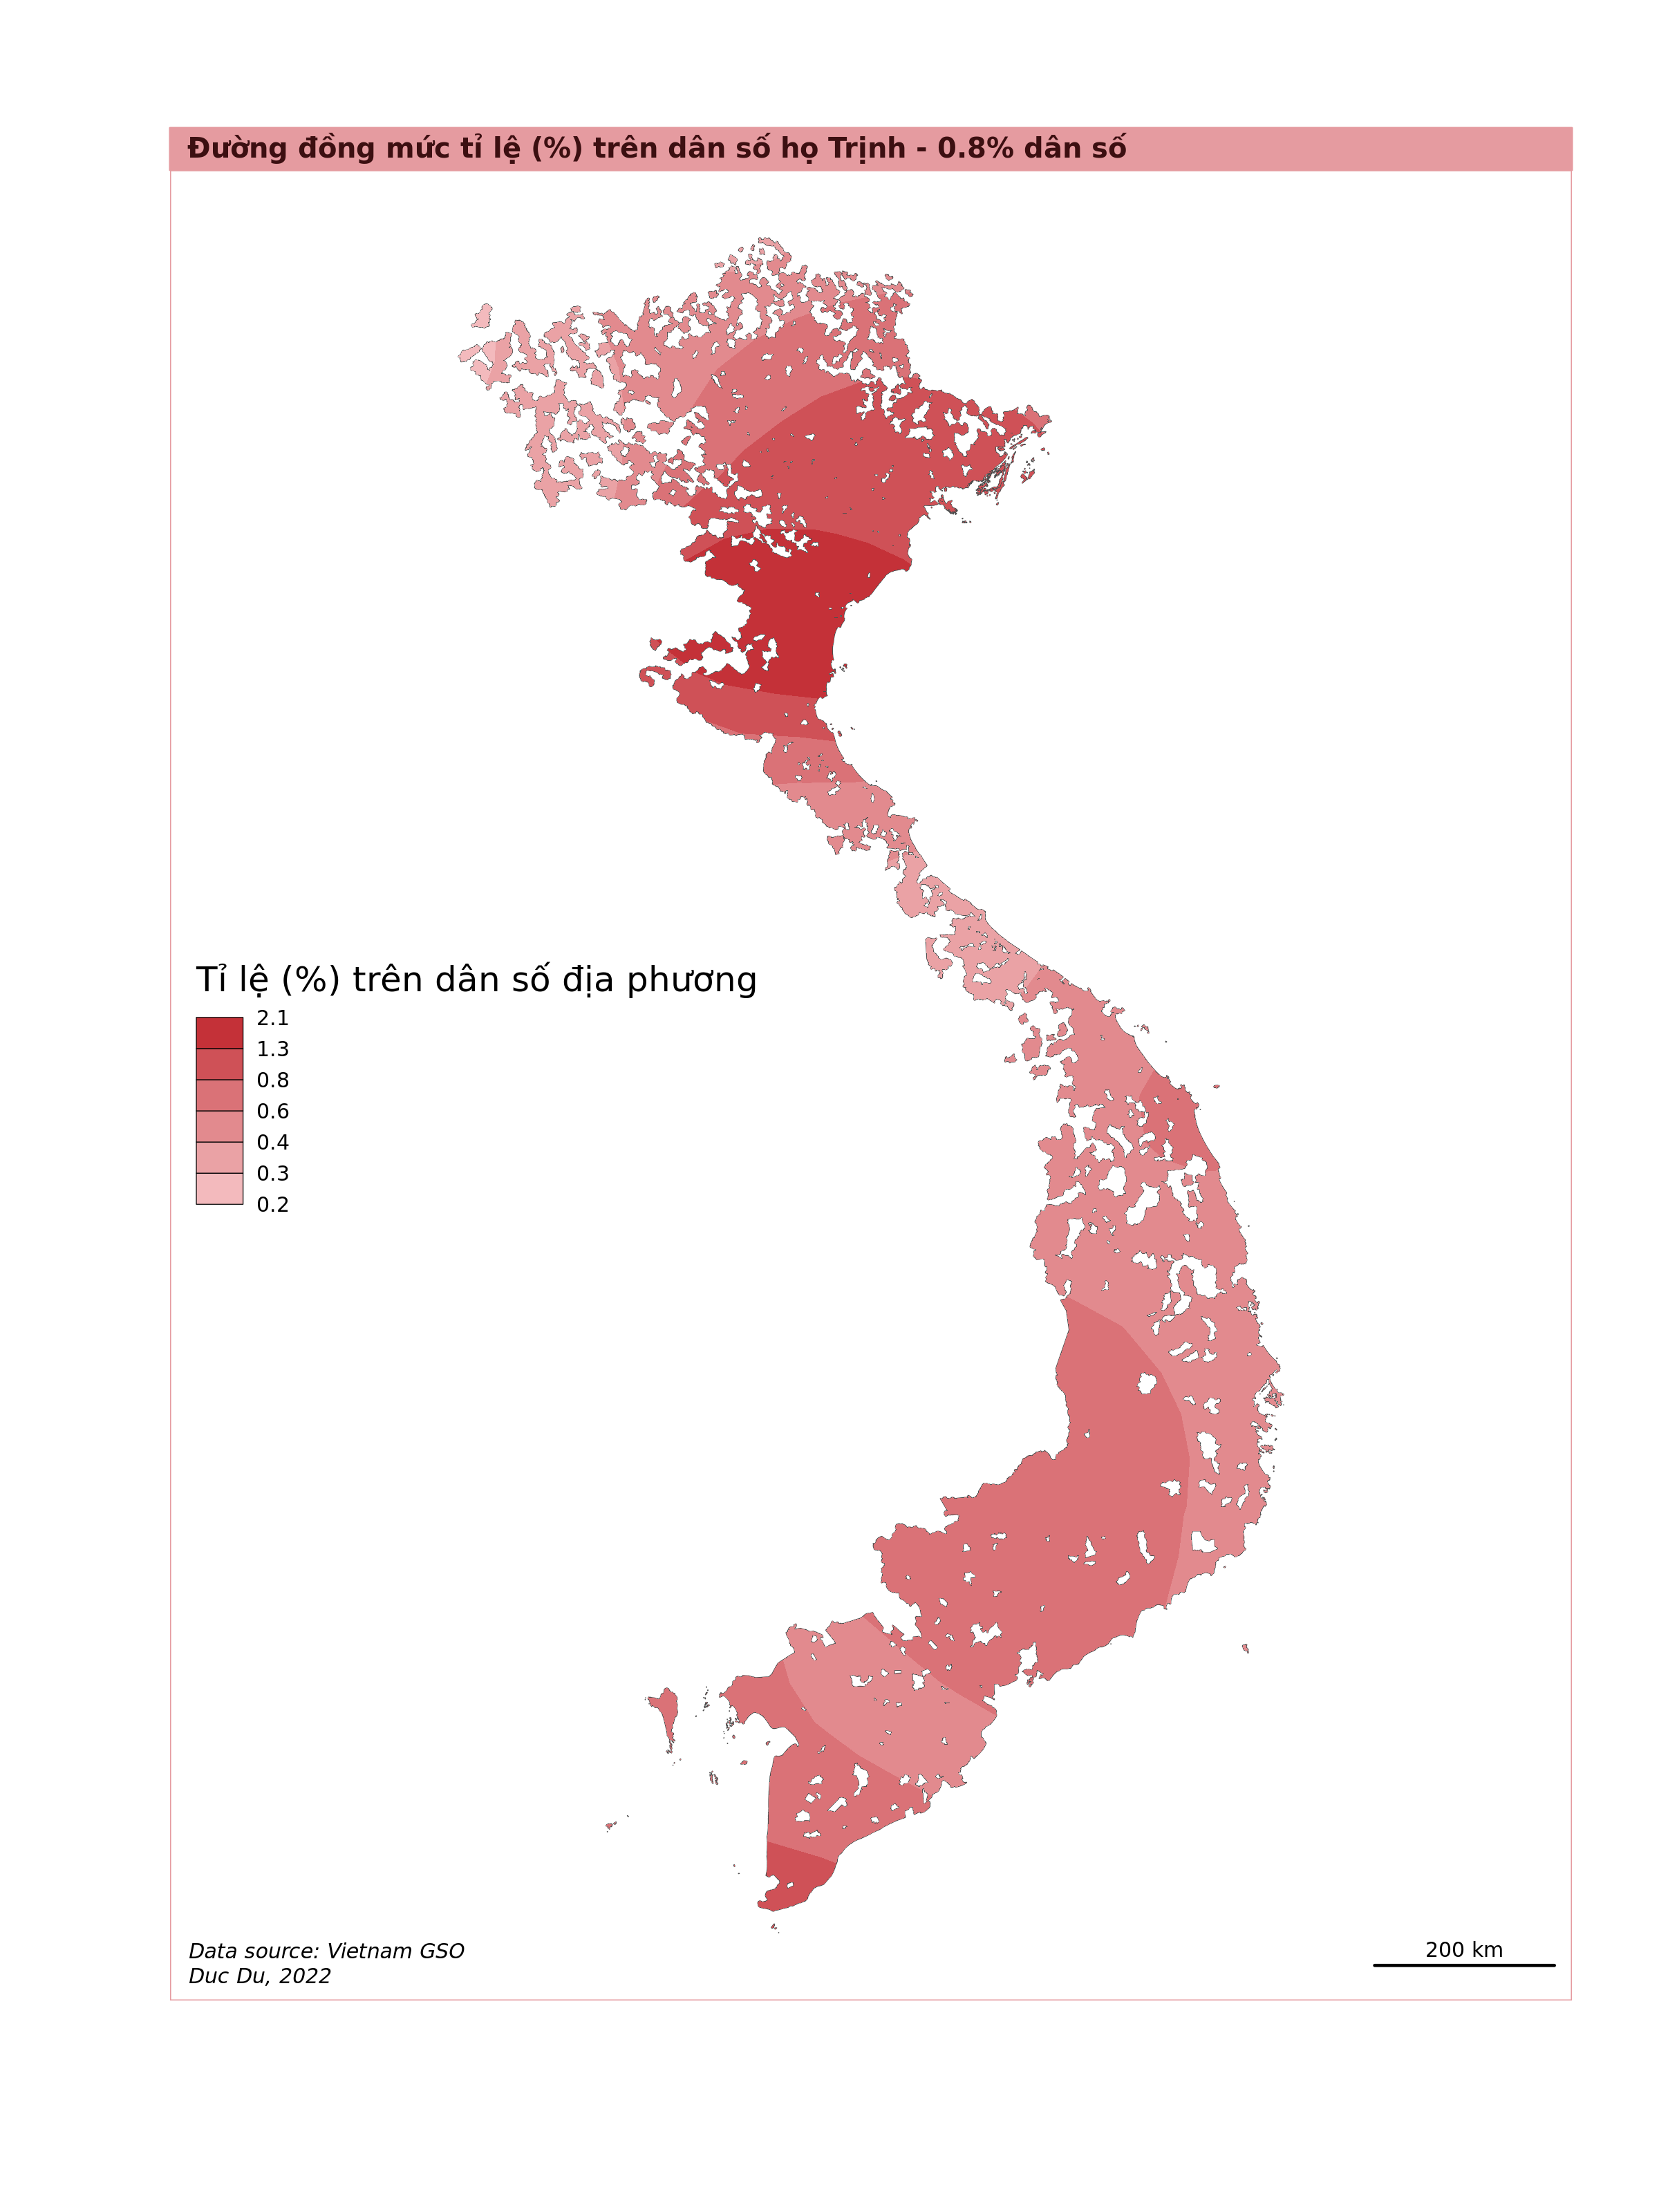 Đường đồng mức tỉ lệ (%) trên dân số họ Trịnh - 0.8% dân số
Tỉ lệ (%) trên dân số địa phương
2.1
1.3
0.8
0.6
0.4
0.3
0.2
Data source: Vietnam GSO
Duc Du, 2022
200 km